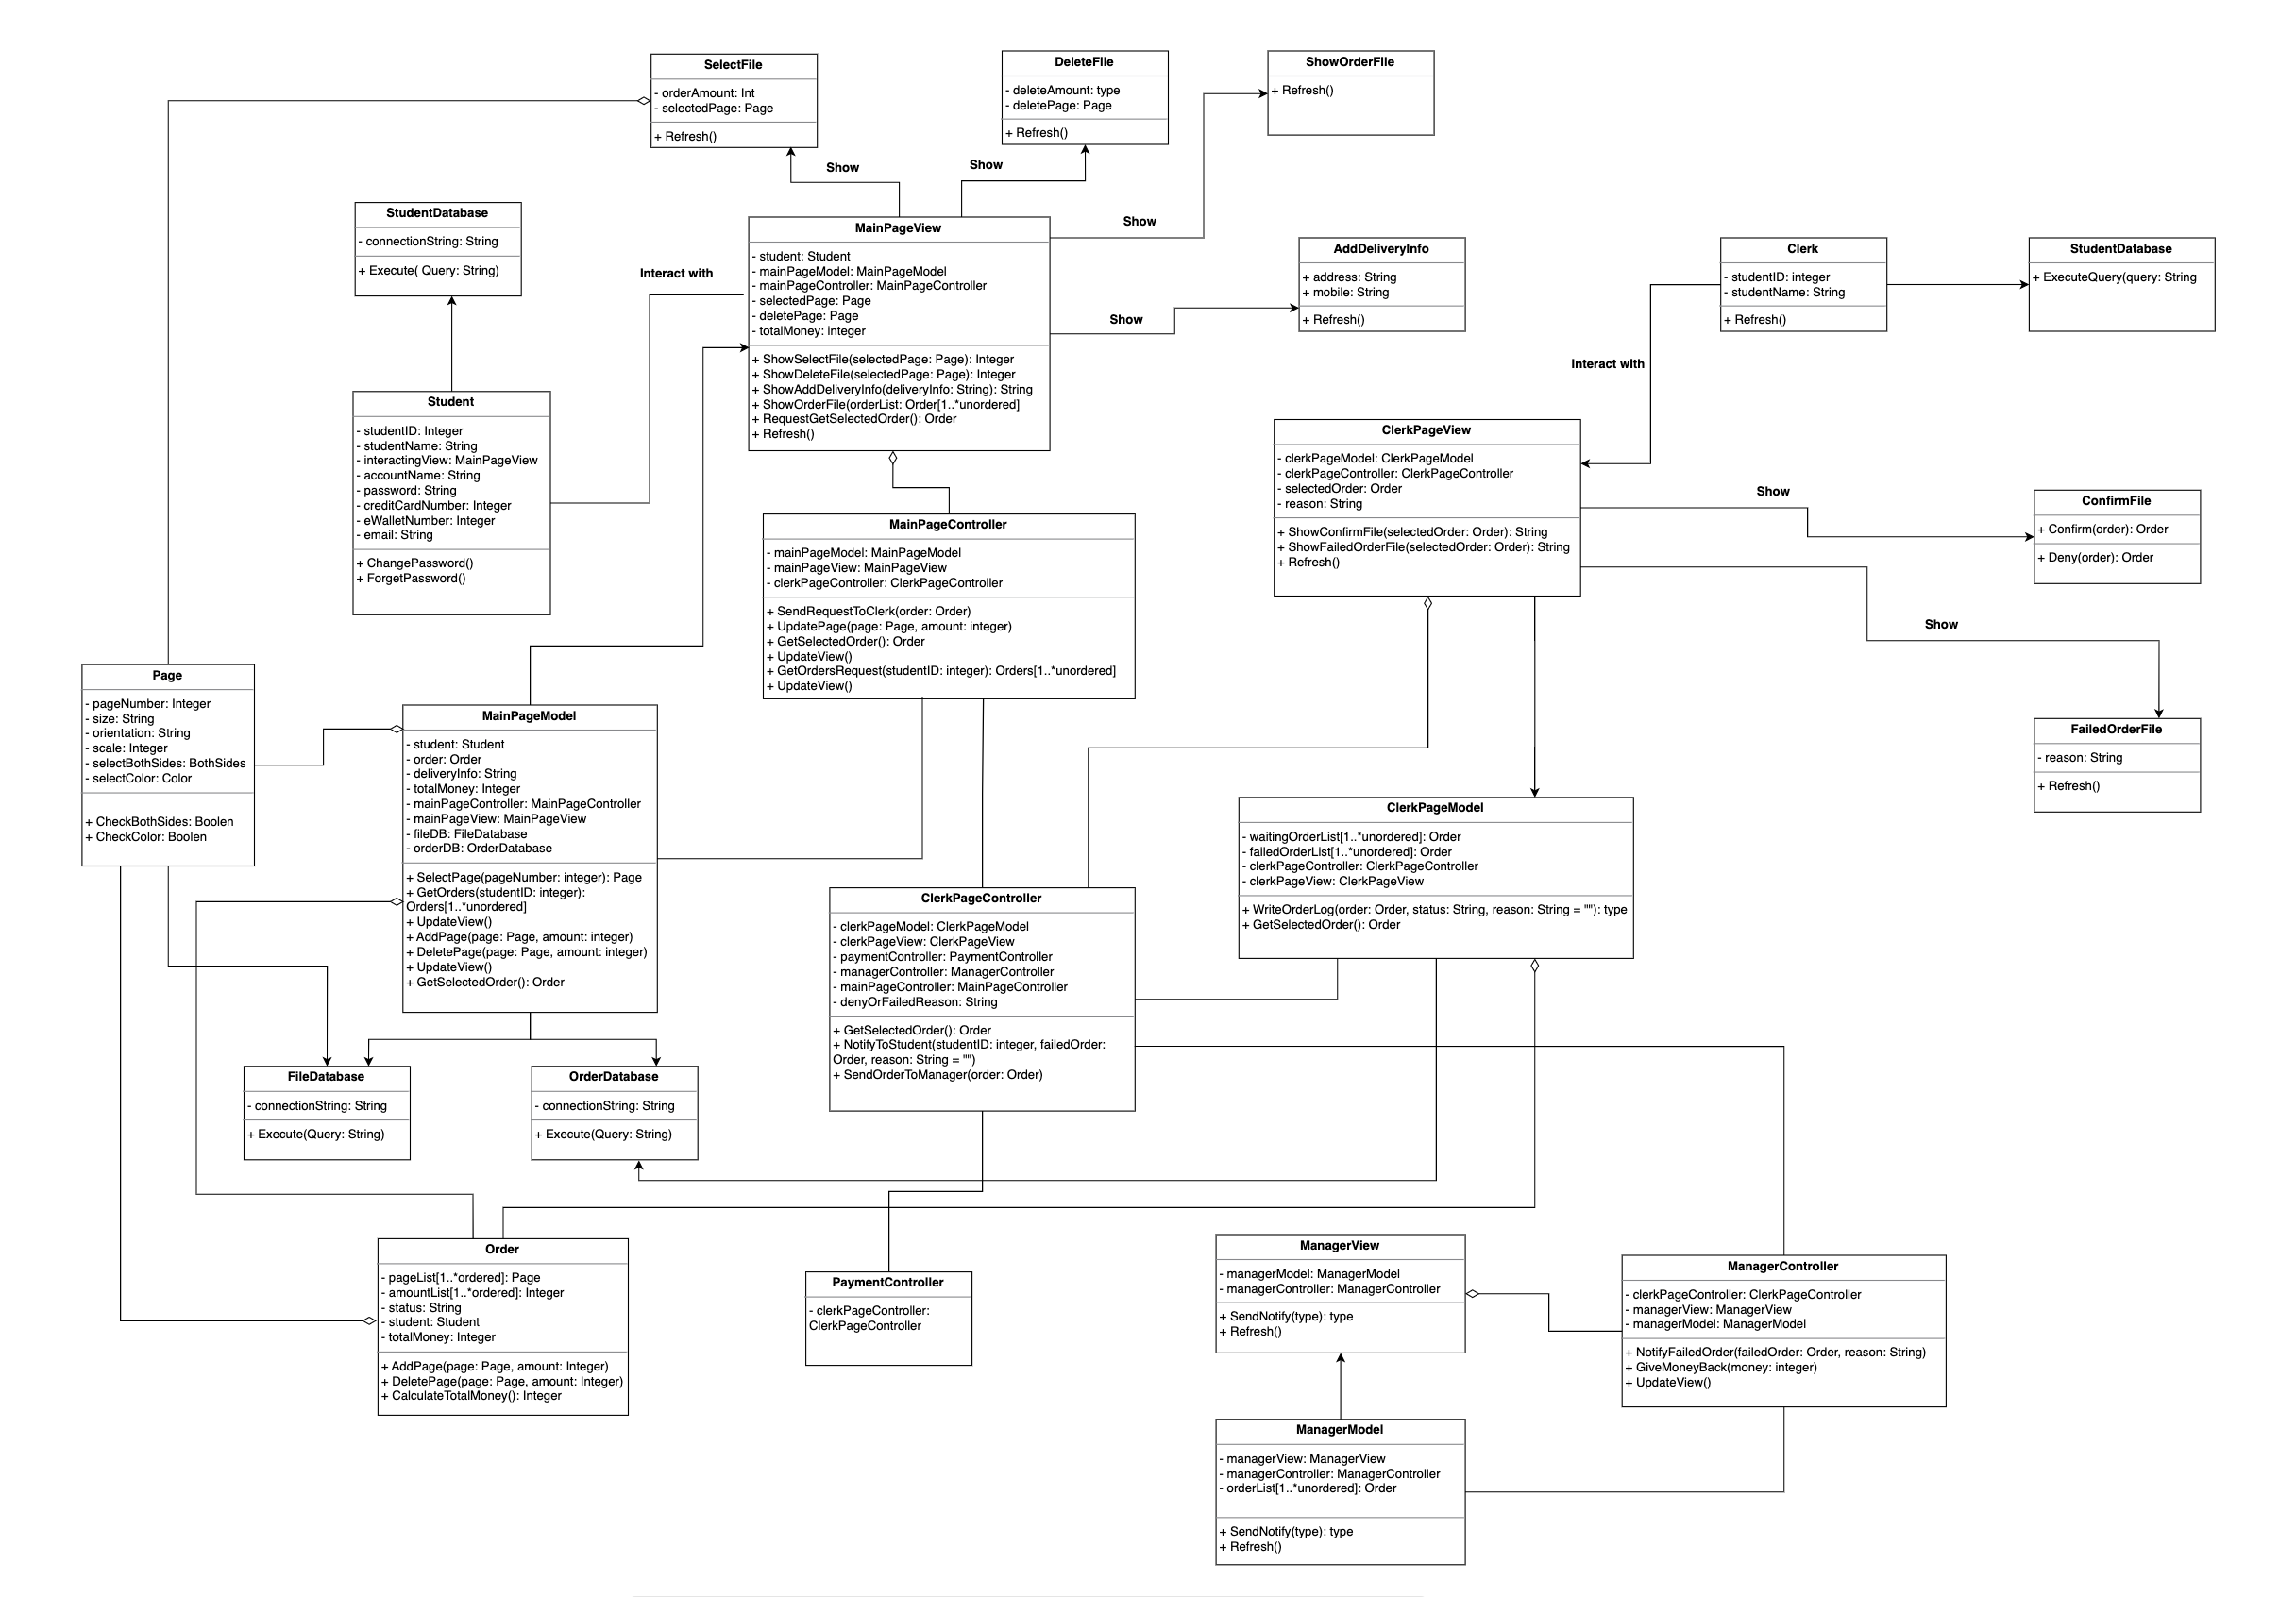 SelectFile
- orderAmount: Int
- selectedPage: Page
+ Refresh()
DeleteFile
- deleteAmount: type
- deletePage: Page
+ Refresh()
ShowOrderFile
+ Refresh()
Show
Show
Show
StudentDatabase
- connectionString: String
+ Execute( Query: String)
Interact with
MainPageView
- student: Student
- mainPageModel: MainPageModel
- mainPageController: MainPageController
- selectedPage: Page
- deletePage: Page
- totalMoney: integer
+ ShowSelectFile(selectedPage: Page): Integer
+ ShowDeleteFile(selectedPage: Page): Integer
+ ShowAddDeliveryInfo(deliveryInfo: String): String
+ ShowOrderFile(orderList: Order[1..*unordered]
+ RequestGetSelectedOrder(): Order
+ Refresh()
Show
AddDeliveryInfo
+ address: String
+ mobile: String
+ Refresh()
Clerk
- studentID: integer
- studentName: String
+ Refresh()
StudentDatabase
+ ExecuteQuery(query: String
Interact with
Student
- studentID: Integer
- studentName: String
- interactingView: MainPageView
- accountName: String
- password: String
- creditCardNumber: Integer
- eWalletNumber: Integer
- email: String
+ ChangePassword()
+ ForgetPassword()
ClerkPageView
- clerkPageModel: ClerkPageModel
- clerkPageController: ClerkPageController
- selectedOrder: Order
- reason: String
+ ShowConfirmFile(selectedOrder: Order): String
+ ShowFailedOrderFile(selectedOrder: Order): String
+ Refresh()
Show
ConfirmFile
+ Confirm(order): Order
+ Deny(order): Order
Show
FailedOrderFile
- reason: String
+ Refresh()
MainPageController
- mainPageModel: MainPageModel
- mainPageView: MainPageView
- clerkPageController: ClerkPageController
+ SendRequestToClerk(order: Order)
+ UpdatePage(page: Page, amount: integer)
+ GetSelectedOrder(): Order
+ UpdateView()
+ GetOrdersRequest(studentID: integer): Orders[1..*unordered]
+ UpdateView()
Page
- pageNumber: Integer
- size: String
- orientation: String
- scale: Integer
- selectBothSides: BothSides
- selectColor: Color
+ CheckBothSides: Boolen
+ CheckColor: Boolen
MainPageModel
- student: Student
- order: Order
- deliveryInfo: String
- totalMoney: Integer
- mainPageController: MainPageController
- mainPageView: MainPageView
- fileDB: FileDatabase
- orderDB: OrderDatabase
+ SelectPage(pageNumber: integer): Page
+ GetOrders(studentID: integer):
Orders[1..*unordered]
+ UpdateView()
+ AddPage(page: Page, amount: integer)
+ DeletePage(page: Page, amount: integer)
+ UpdateView()
+ GetSelectedOrder(): Order
ClerkPageModel
- waitingOrderList[1..*unordered]: Order
- failedOrderList[1..*unordered]: Order
- clerkPageController: ClerkPageController
- clerkPageView: ClerkPageView
+ WriteOrderLog(order: Order, status: String, reason: String = ""): type
+ GetSelectedOrder(): Order
ClerkPageController
- clerkPageModel: ClerkPageModel
- clerkPageView: ClerkPageView
- paymentController: PaymentController
- managerController: ManagerController
- mainPageController: MainPageController
- denyOrFailedReason: String
+ GetSelectedOrder(): Order
+ NotifyToStudent(studentID: integer, failedOrder:
Order, reason: String = "")
+ SendOrderToManager(order: Order)
FileDatabase
- connectionString: String
+ Execute(Query: String)
OrderDatabase
- connectionString: String
+ Execute(Query: String)
Order
- pageList[1..*ordered]: Page
- amountList[1..*ordered]: Integer
- status: String
- student: Student
- totalMoney: Integer
+ AddPage(page: Page, amount: Integer)
+ DeletePage(page: Page, amount: Integer)
+ CalculateTotalMoney(): Integer
PaymentController
- clerkPageController:
ClerkPageController
ManagerView
- managerModel: ManagerModel
- managerController: ManagerController
+ SendNotify(type): type
+ Refresh()
ManagerController
- clerkPageController: ClerkPageController
- managerView: ManagerView
- managerModel: ManagerModel
+ NotifyFailedOrder(failedOrder: Order, reason: String)
+ GiveMoneyBack(money: integer)
+ UpdateView()
ManagerModel
- managerView: ManagerView
- managerController: ManagerController
- orderList[1..*unordered]: Order
+ SendNotify(type): type
+ Refresh()